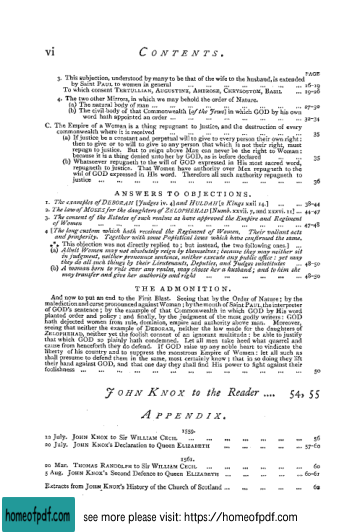 vi CONTENTS.
PAGE
3. This subjection, understood by many to be that of the wife to the husband, is extended
by Saint PAUL to women in general ... ... ... ... ... 16-19
To which consent TERTULLIAN, AUGUSTINE, AMBROSE, CHRYSOSTOM, BASIL 19-26
4. The two other Mirrors, in which we may behold the order of Nature.
(a) The natural body of man ... ... ... ... ... 27-30
(b) The civil body of that Commonwealth [of the Jews] in which GOD by his own
word hath appointed an order ... ... ... ... 30-34
C. The Empire of a Woman is a thing repugnant to justice, and the destruction of every
commonwealth where it is received ... ... ... ... 35
(a) If justice be a constant and perpetual will to give to every person their own right:
then to give or to will to give to any person that which is not their right, must
repugn to justice. But to reign above Man can never be the right to Woman:
because it is a thing denied unto her by GOD, as is before declared ... 35
(b) Whatsoever repugneth to the will of GOD expressed in His most sacred word,
repugneth to justice. That Women have authority over Men repugneth to the
will of GOD expressed in His word. Therefore all such authority repugneth to
justice ... ... ... ... ... 36
ANSWERS TO OBJECTIONS.
1. The examples of DEBORAH [Judges iv. 4] and HULDAH [2 Kings xxii 14.] ... 36-44
2. The law of MOSES for the daughters of ZELOPHEHAD [Numb. xxvii. 7, and xxxvi. 11] ... 44-47
3. The consent of the Estates of such realms as have approved the Empire and Regiment
of Women ... ... ... ... 47-48
4 [The long custom which hath received the Regiment of Women. Their valiant acts
and prosperity. Together with some Papistical laws which have confirmed the same.
*** This objection was not directly replied to; but instead, the two following ones.] ...
(a) Albeit Women may not absolutely reign by themselves; because they may neither sit
in judgment, neither pronounce sentence, neither execute any public office: yet may
they do all such things by their Lieutenants, Deputies, and Judges substitute ... 48-50
(b) A woman born to rule over any realm, may choose her a husband; and to him she
may transfer and give her authority and right ... ... 48-50
THE ADMONITION.
And now to put an end to the First Blast. Seeing that by the Order of Nature; by the
malediction and curse pronounced against Woman; by the mouth of Saint PAUL, the interpreter
of GOD's sentence; by the example of that Commonwealth in which GOD by His word
planted order and policy; and finally, by the judgment of the most godly writers: GOD
hath dejected women from rule, dominion, empire and authority above man. Moreover,
seeing that neither the example of DEBORAH, neither the law made for the daughters of
ZELOPHEHAD, neither yet the foolish consent of an ignorant multitude: be able to justify
that which GOD so plainly hath condemned. Let all men take heed what quarrel and
cause from henceforth they do defend. If GOD raise up any noble heart to vindicate the
liberty of his country and to suppress the monstrous Empire of Women: let all such as
shall presume to defend them in the same, most certainly know; that in so doing they lift
their hand against GOD, and that one day they shall find His power to fight against their
foolishness ... ... ... ... ... 50
JOHN KNOX to the Reader .... 54, 55
APPENDIX.
1559.
12 July. JOHN KNOX to Sir WILLIAM CECIL. ... ... ... ... 56
20 July. JOHN KNOX's Declaration to Queen ELIZABETH ... ... ... 57-60
1561.
20 Mar. THOMAS RANDOLPH to Sir WILLIAM CECIL ... ... ... 60
5 Aug. JOHN KNOX's Second Defence to Queen ELIZABETH ... ... ... 60-61
Extracts from JOHN KNOX's History of the Church of Scotland ... ... ... 62
homeofpdf.com
see more please visit: https://homeofpdf.com